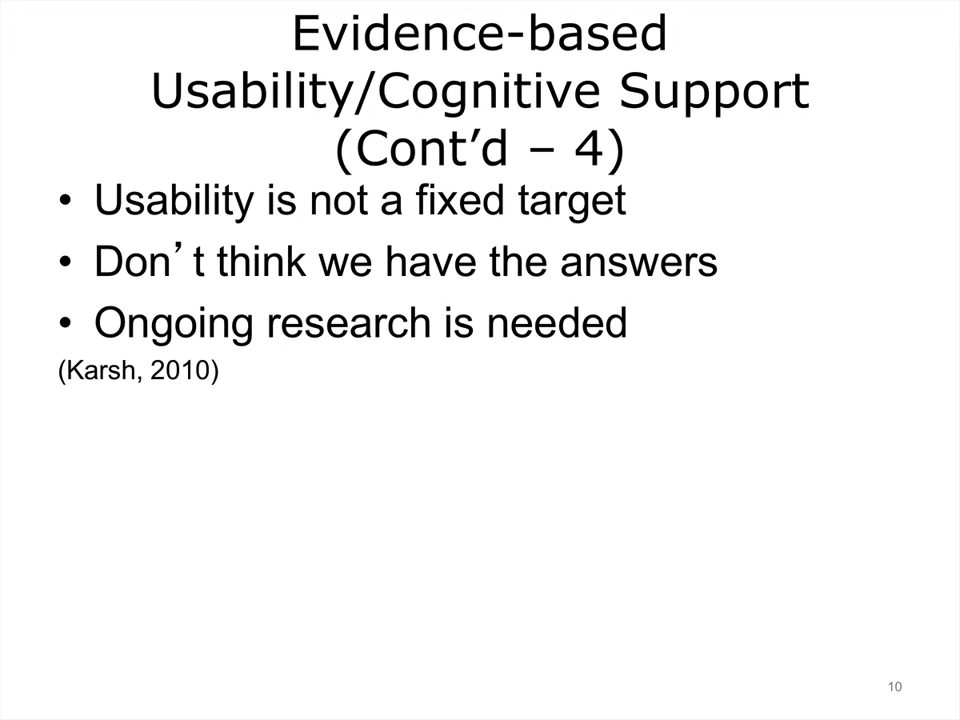 Evidence-based
Usability/Cognitive Support
(Cont’d – 4)
• Usability is not a fixed target
• Don’t think we have the answers
• Ongoing research is needed
(Karsh, 2010)
10